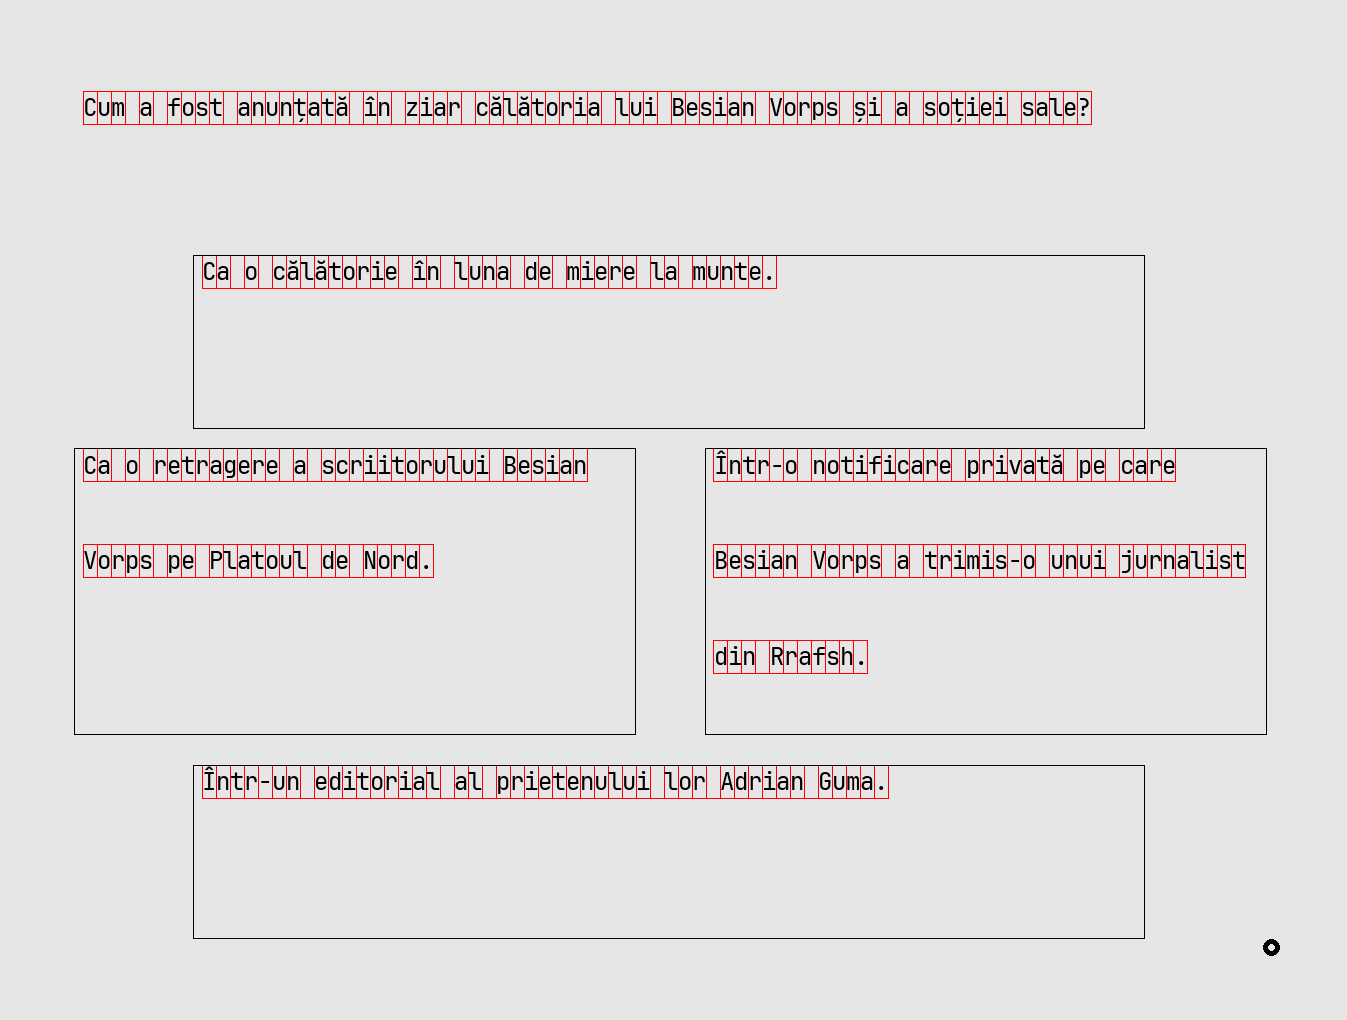 Cum a fost anunțată în ziar călătoria lui Besian Vorps și a soției sale?
Ca o călătorie în luna de miere la munte.
Ca o retragere a scriitorului Besian
Vorps pe Platoul de Nord.
Într-o notificare privată pe care
Besian Vorps a trimis-o unui jurnalist
din Rrafsh.
Într-un editorial al prietenului lor Adrian Guma.